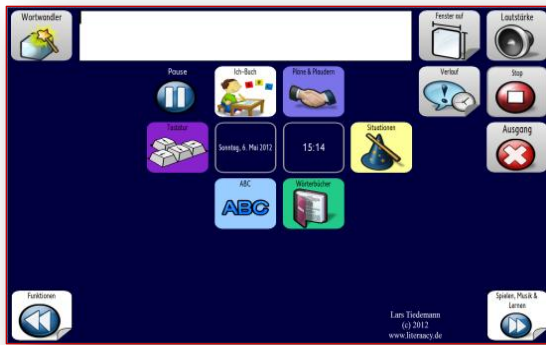 Wortwandler
Fenster auf
Lautstärke
Pause
Ich-Buch
Pläne & Plaudern
Verlauf
Stop
Tastatur
Sonntag, 6. Mai 2012
15:14
Situationen
Ausgang
ABC
ABC
Wörterbücher
Funktionen
Spielen, Musik &
Lernen
Lars Tiedemann
(c) 2012
www.literaacy.de